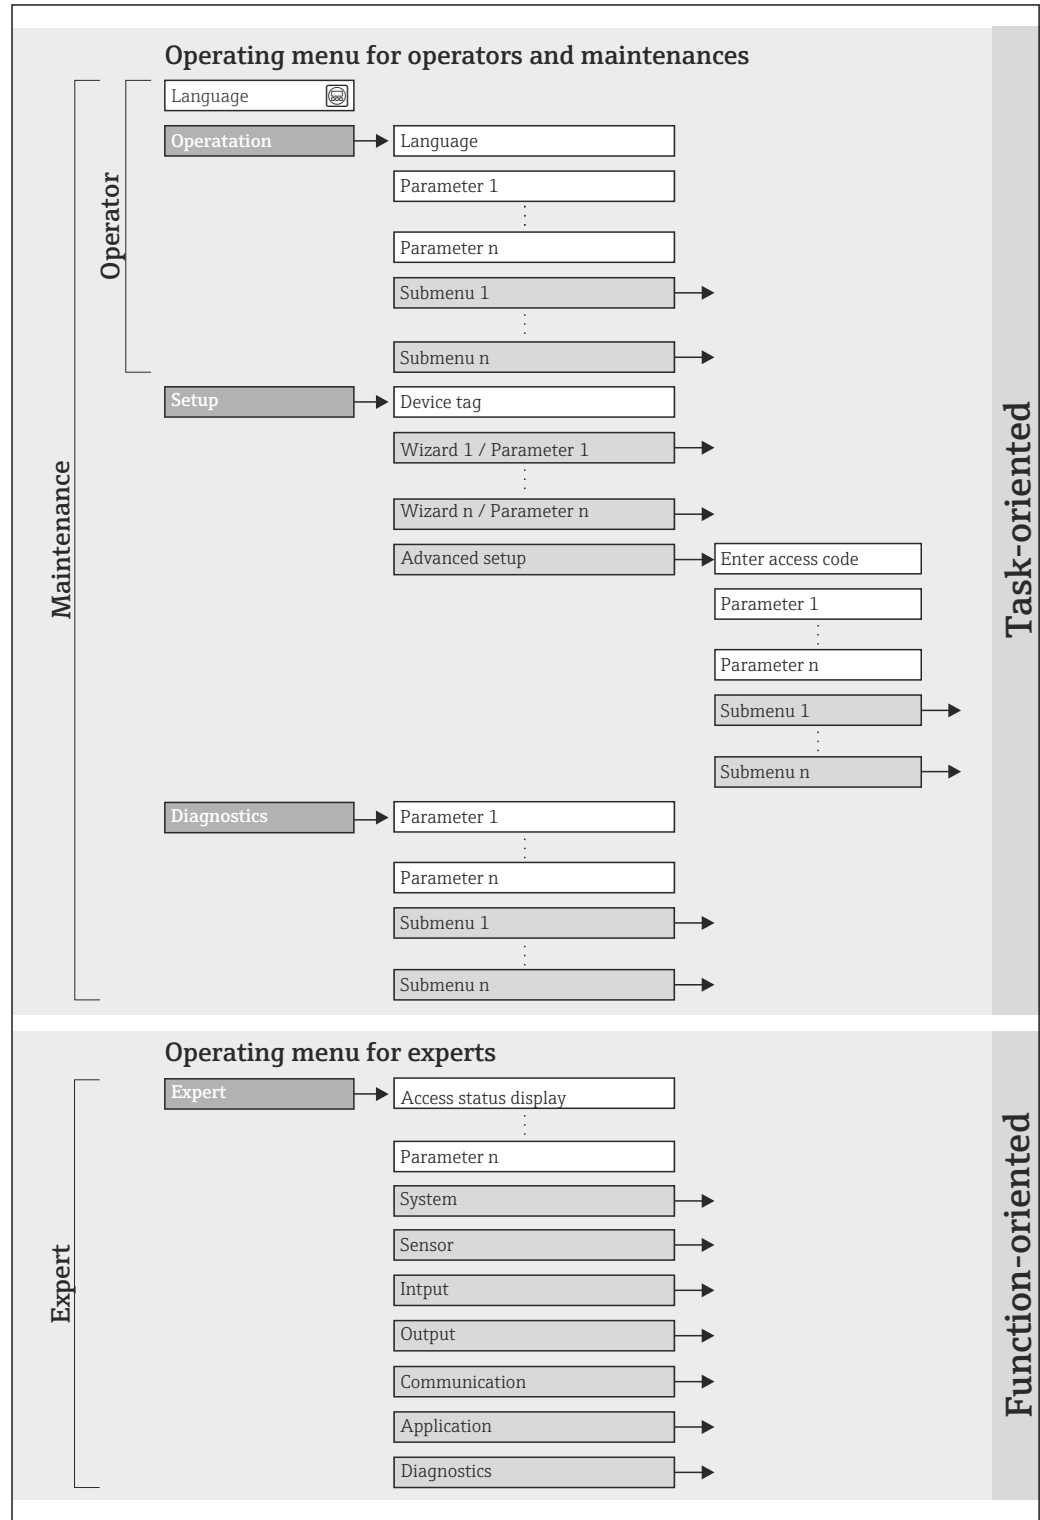 Operating menu for operators and maintenances
Language
Operatation
Language
Parameter 1
Parameter n
Submenu 1
Submenu n
Operator
Setup
Device tag
Wizard 1 / Parameter 1
Wizard n / Parameter n
Advanced setup
Enter access code
Parameter 1
Parameter n
Submenu 1
Submenu n
Maintenance
Task-oriented
Diagnostics
Parameter 1
Parameter n
Submenu 1
Submenu n
Operating menu for experts
Expert
Access status display
Parameter n
System
Sensor
Intput
Output
Communication
Application
Diagnostics
Expert
Function-oriented